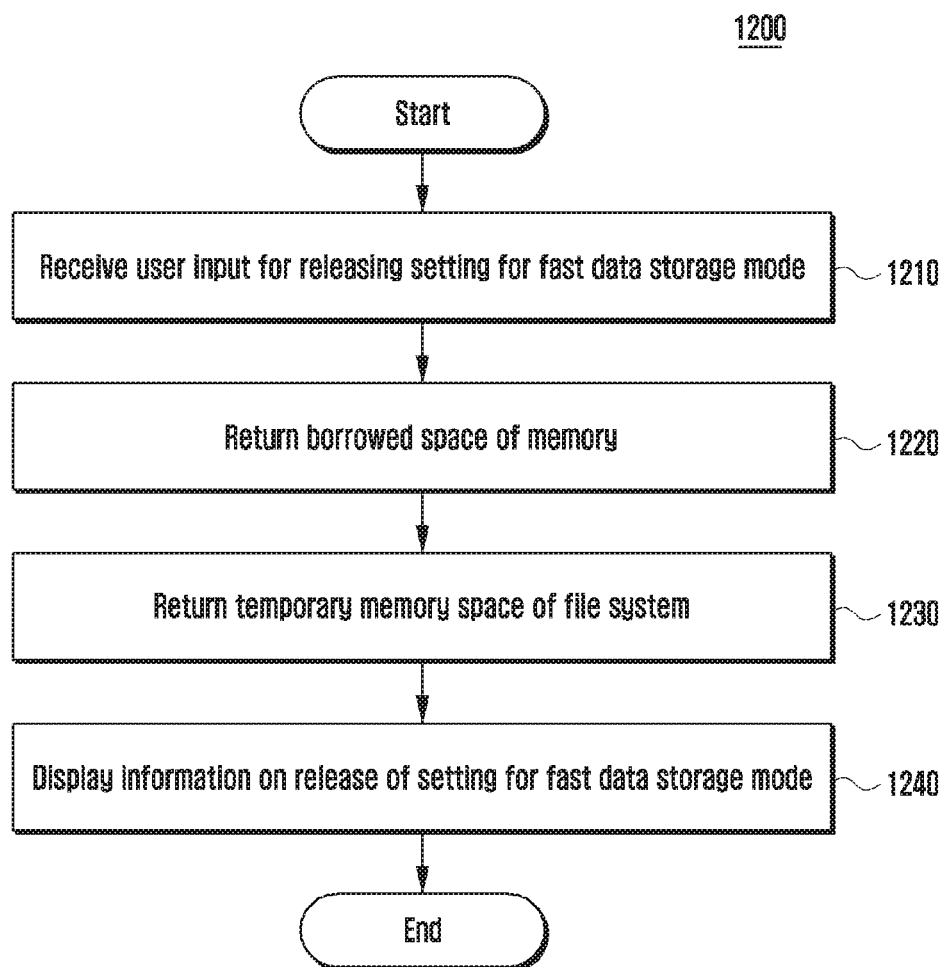 1200
Start
Receive user input for releasing setting for fast data storage mode
1210
Return borrowed space of memory
1220
Return temporary memory space of file system
1230
Display information on release of setting for fast data storage mode
1240
End